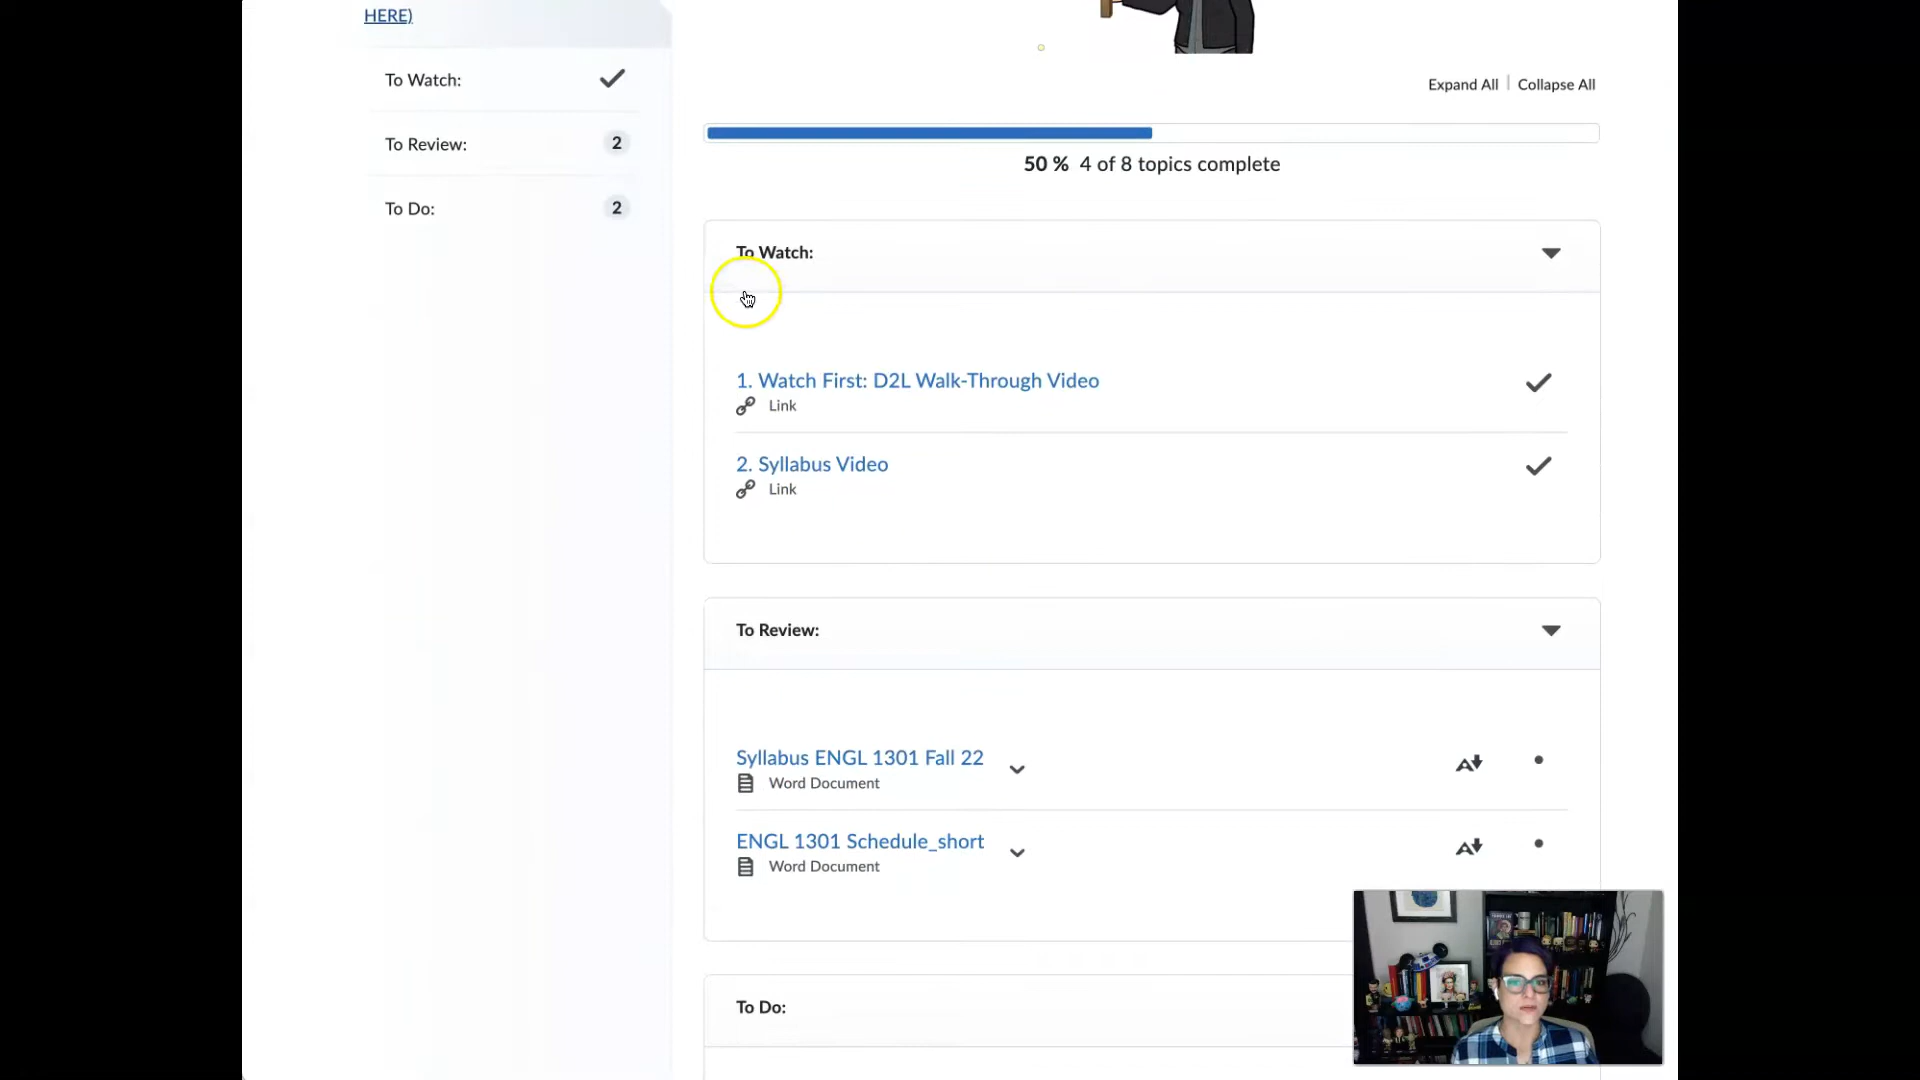 HERE)
To Watch:
To Review: 2
To Do: 2
Expand All | Collapse All
50 % 4 of 8 topics complete
To Watch:
1. Watch First: D2L Walk-Through Video
Link
2. Syllabus Video
Link
To Review:
Syllabus ENGL 1301 Fall 22
Word Document
ENGL 1301 Schedule_short
Word Document
To Do: